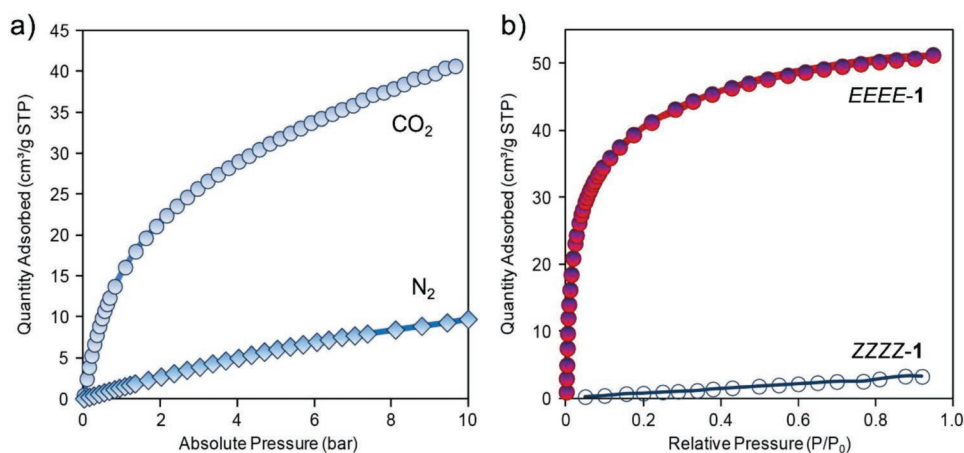 a)
Quantity Adsorbed (cm³/g STP)
45
40
35
30
25
20
15
10
5
0
CO₂
N₂
0
2
4
6
8
10
Absolute Pressure (bar)
b)
Quantity Adsorbed (cm³/g STP)
50
40
30
20
10
0
EEEE-1
ZZZZ-1
0
0.2
0.4
0.6
0.8
1
Relative Pressure (P/P₀)